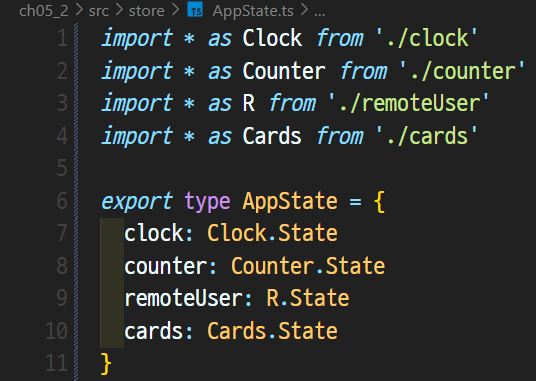 ch05_2 > src > store > TS AppState.ts > ...
1 import * as Clock from './clock'
2 import * as Counter from './counter'
3 import * as R from './remoteUser'
4 import * as Cards from './cards'
5
6 export type AppState = {
7 clock: Clock.State
8 counter: Counter.State
9 remoteUser: R.State
10 cards: Cards.State
11 }